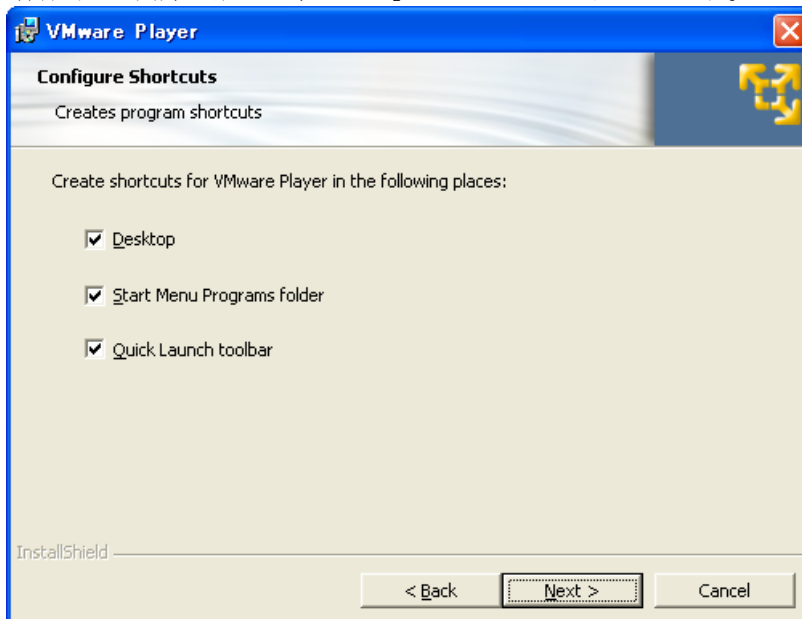 VMware Player
Configure Shortcuts
Creates program shortcuts
Create shortcuts for VMware Player in the following places:
Desktop
Start Menu Programs folder
Quick Launch toolbar
InstallShield
< Back Next > Cancel